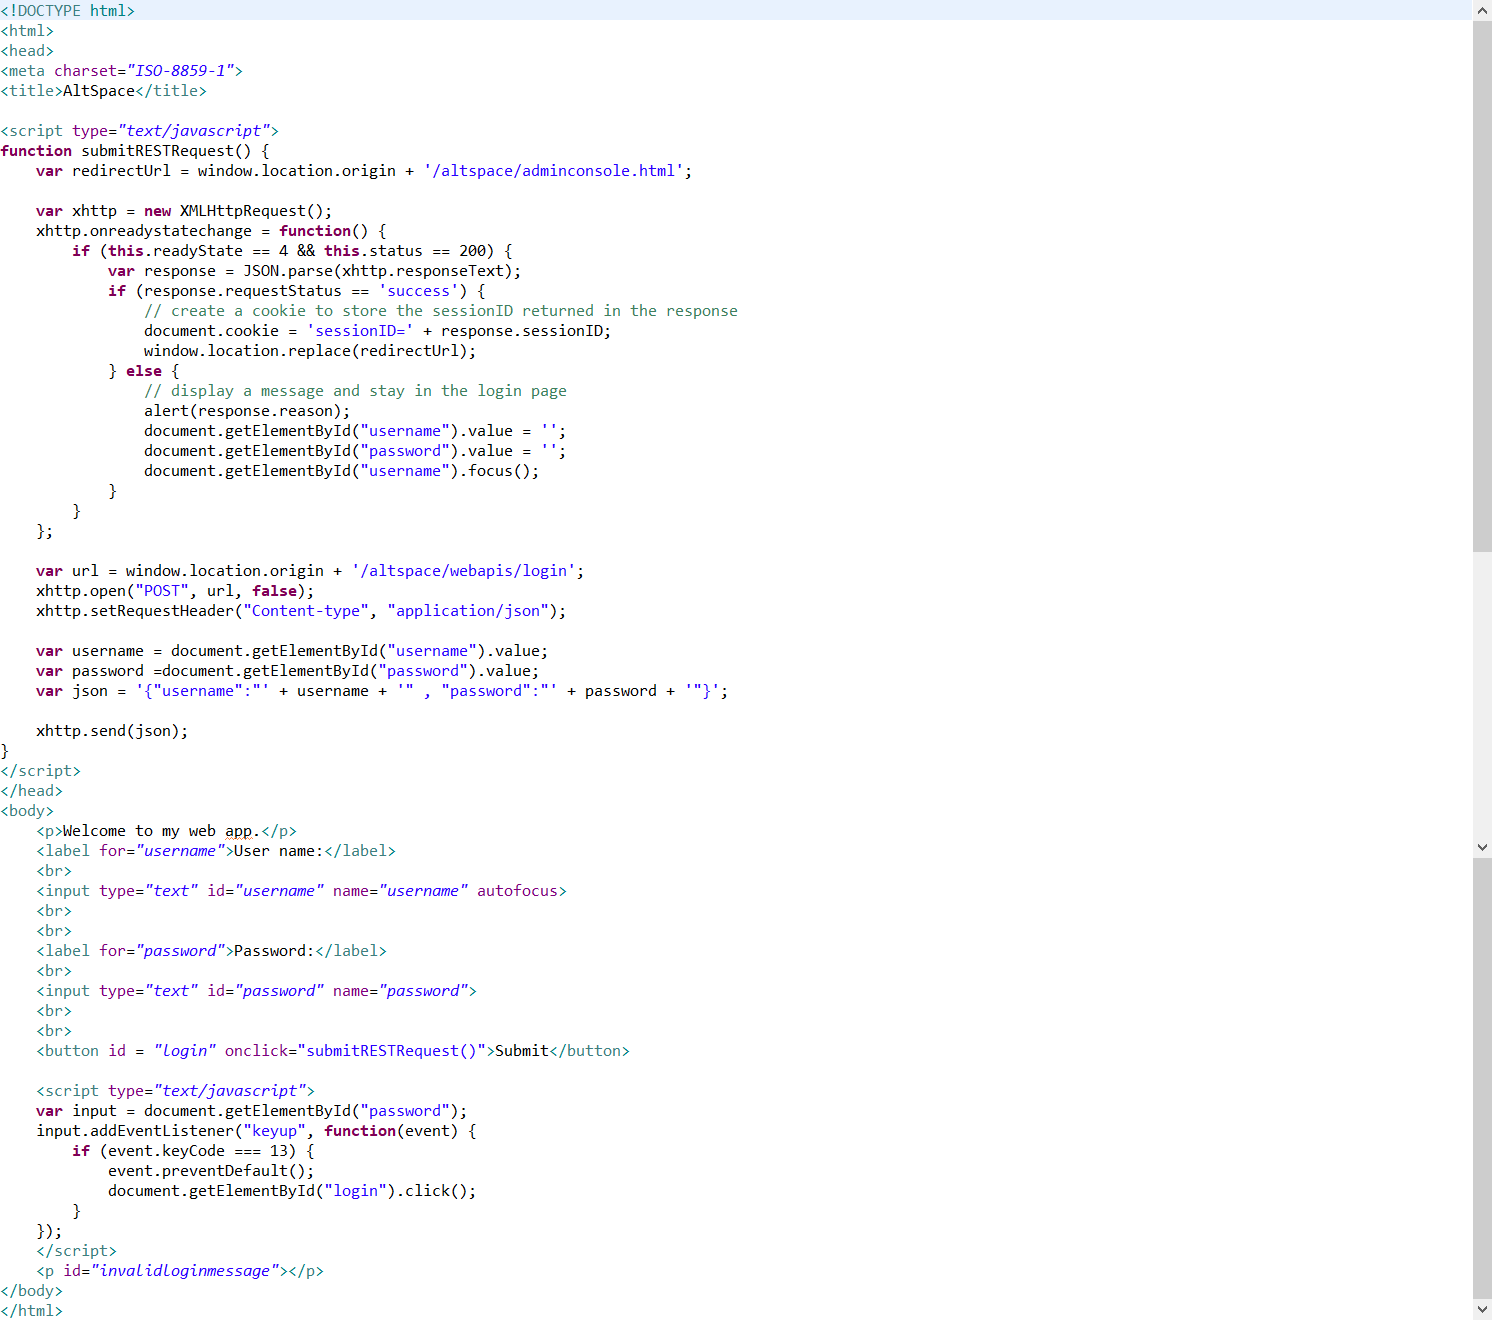 <!DOCTYPE html>
<html>
<head>
<meta charset="ISO-8859-1">
<title>AltSpace</title>

<script type="text/javascript">
function submitRESTRequest() {
    var redirectUrl = window.location.origin + '/altspace/adminconsole.html';

    var xhttp = new XMLHttpRequest();
    xhttp.onreadystatechange = function() {
        if (this.readyState == 4 && this.status == 200) {
            var response = JSON.parse(xhttp.responseText);
            if (response.requestStatus == 'success') {
                // create a cookie to store the sessionID returned in the response
                document.cookie = 'sessionID=' + response.sessionID;
                window.location.replace(redirectUrl);
            } else {
                // display a message and stay in the login page
                alert(response.reason);
                document.getElementById("username").value = '';
                document.getElementById("password").value = '';
                document.getElementById("username").focus();
            }
        }
    };

    var url = window.location.origin + '/altspace/webapis/login';
    xhttp.open("POST", url, false);
    xhttp.setRequestHeader("Content-type", "application/json");

    var username = document.getElementById("username").value;
    var password =document.getElementById("password").value;
    var json = '{"username":"' + username + '" , "password":"' + password + '"}';

    xhttp.send(json);
}
</script>
</head>
<body>
    <p>Welcome to my web app.</p>
    <label for="username">User name:</label>
    <br>
    <input type="text" id="username" name="username" autofocus>
    <br>
    <br>
    <label for="password">Password:</label>
    <br>
    <input type="text" id="password" name="password">
    <br>
    <br>
    <button id = "login" onclick="submitRESTRequest()">Submit</button>

    <script type="text/javascript">
    var input = document.getElementById("password");
    input.addEventListener("keyup", function(event) {
        if (event.keyCode === 13) {
            event.preventDefault();
            document.getElementById("login").click();
        }
    });
    </script>
    <p id="invalidloginmessage"></p>
</body>
</html>